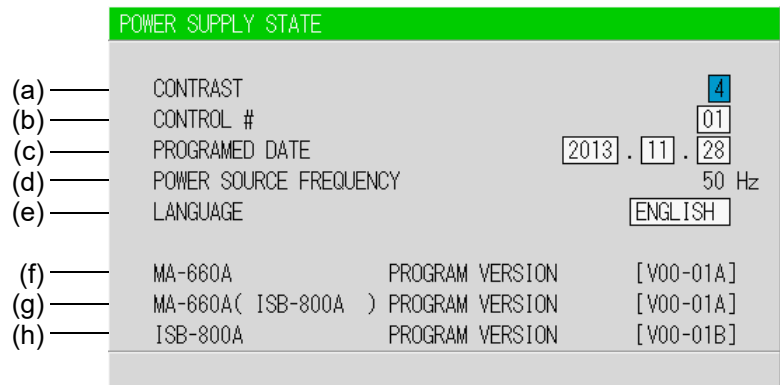 POWER SUPPLY STATE
(a) CONTRAST 4
(b) CONTROL # 01
(c) PROGRAMED DATE 2013 . 11 . 28
(d) POWER SOURCE FREQUENCY 50 Hz
(e) LANGUAGE ENGLISH
(f) MA-660A PROGRAM VERSION [V00-01A]
(g) MA-660A( ISB-800A ) PROGRAM VERSION [V00-01A]
(h) ISB-800A PROGRAM VERSION [V00-01B]